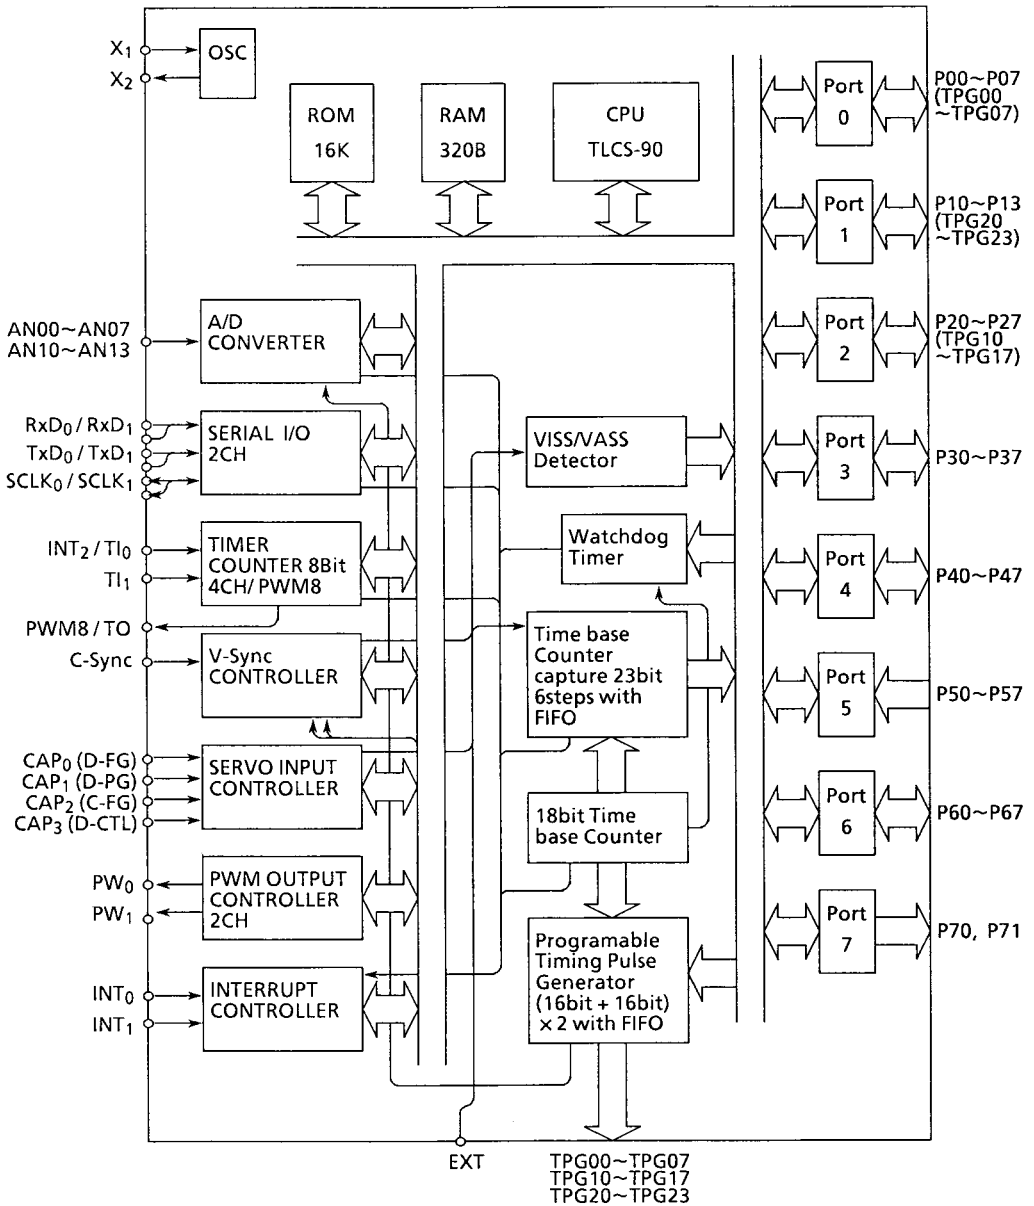 X1
X2
OSC
ROM
16K
RAM
320B
CPU
TLCS-90
Port
0
P00~P07
(TPG00
~TPG07)
Port
1
P10~P13
(TPG20
~TPG23)
Port
2
P20~P27
(TPG10
~TPG17)
Port
3
P30~P37
Port
4
P40~P47
Port
5
P50~P57
Port
6
P60~P67
Port
7
P70, P71
AN00~AN07
AN10~AN13
A/D
CONVERTER
RxD0 / RxD1
TxD0 / TxD1
SCLK0 / SCLK1
SERIAL I/O
2CH
INT2 / TI0
TI1
PWM8 / TO
TIMER
COUNTER 8Bit
4CH/ PWM8
C-Sync
V-Sync
CONTROLLER
CAP0 (D-FG)
CAP1 (D-PG)
CAP2 (C-FG)
CAP3 (D-CTL)
SERVO INPUT
CONTROLLER
PW0
PW1
PWM OUTPUT
CONTROLLER
2CH
INT0
INT1
INTERRUPT
CONTROLLER
VISS/VASS
Detector
Watchdog
Timer
Time base
Counter
capture 23bit
6steps with
FIFO
18bit Time
base Counter
Programable
Timing Pulse
Generator
(16bit + 16bit)
×2 with FIFO
EXT
TPG00~TPG07
TPG10~TPG17
TPG20~TPG23